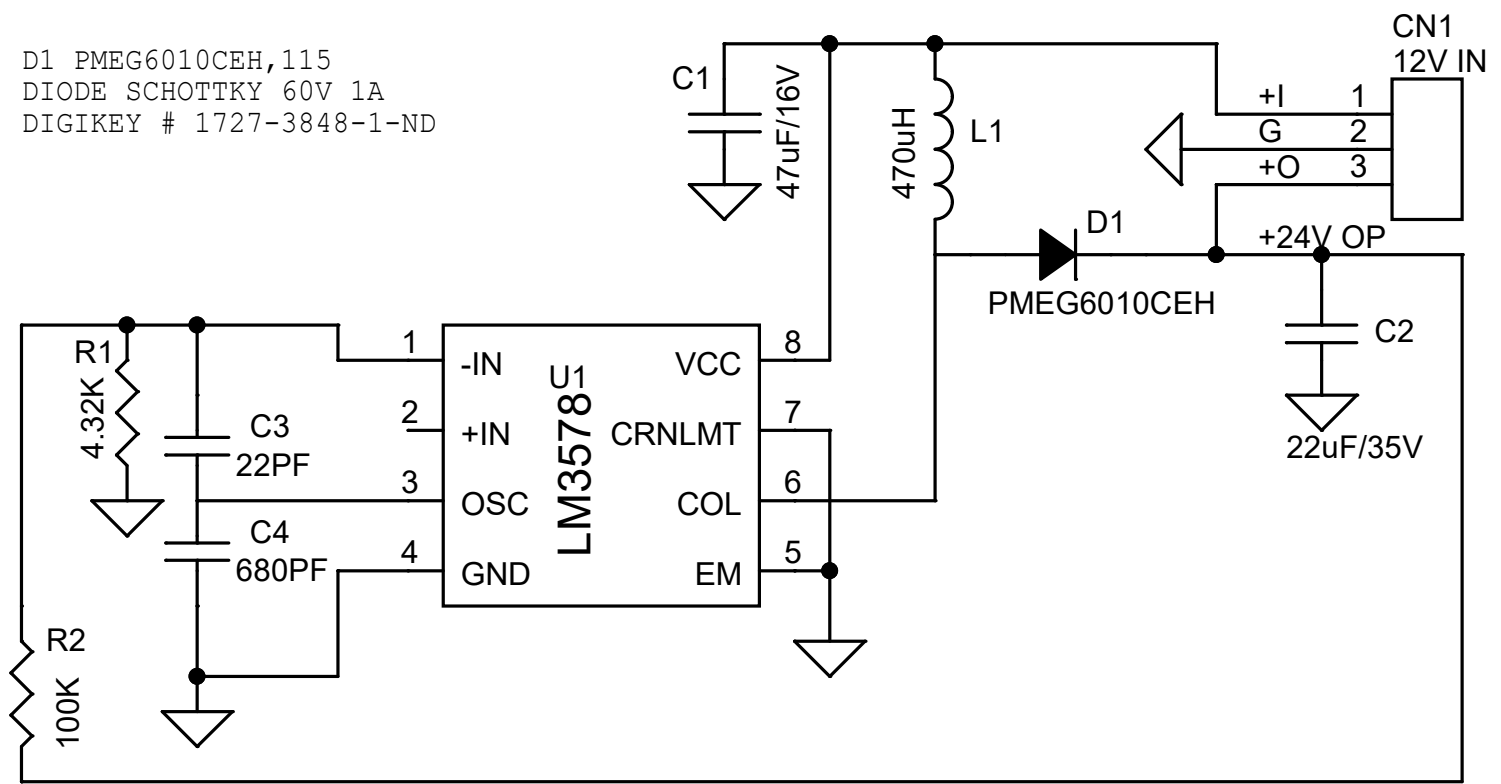 D1 PMEG6010CEH,115
DIODE SCHOTTKY 60V 1A
DIGIKEY # 1727-3848-1-ND
CN1
12V IN
C1
47uF/16V
470uH
L1
+I 1
G 2
+O 3
D1
+24V OP
PMEG6010CEH
C2
22uF/35V
R1
4.32K
C3
22PF
C4
680PF
R2
100K
U1
LM3578
1 -IN
2 +IN
3 OSC
4 GND
VCC 8
CRNLMT 7
COL 6
EM 5